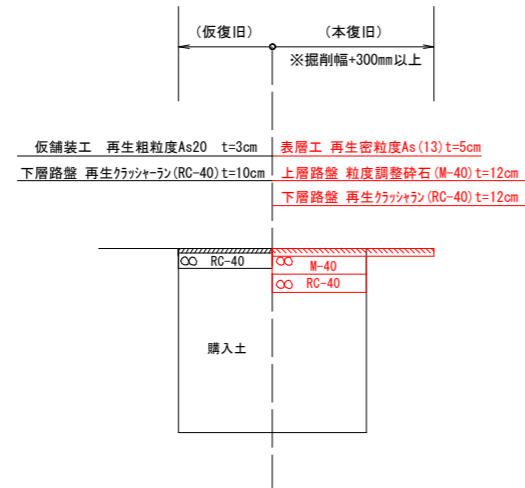 (仮復旧)
(本復旧)
※掘削幅+300mm以上
仮舗装工 再生粗粒度As20 t=3cm
表層工 再生密粒度As(13)t=5cm
下層路盤 再生ｸﾗｯｼｬｰﾗﾝ(RC-40)t=10cm
上層路盤 粒度調整砕石(M-40)t=12cm
下層路盤 再生ｸﾗｯｼｬﾗﾝ(RC-40)t=12cm
RC-40
M-40
RC-40
購入土